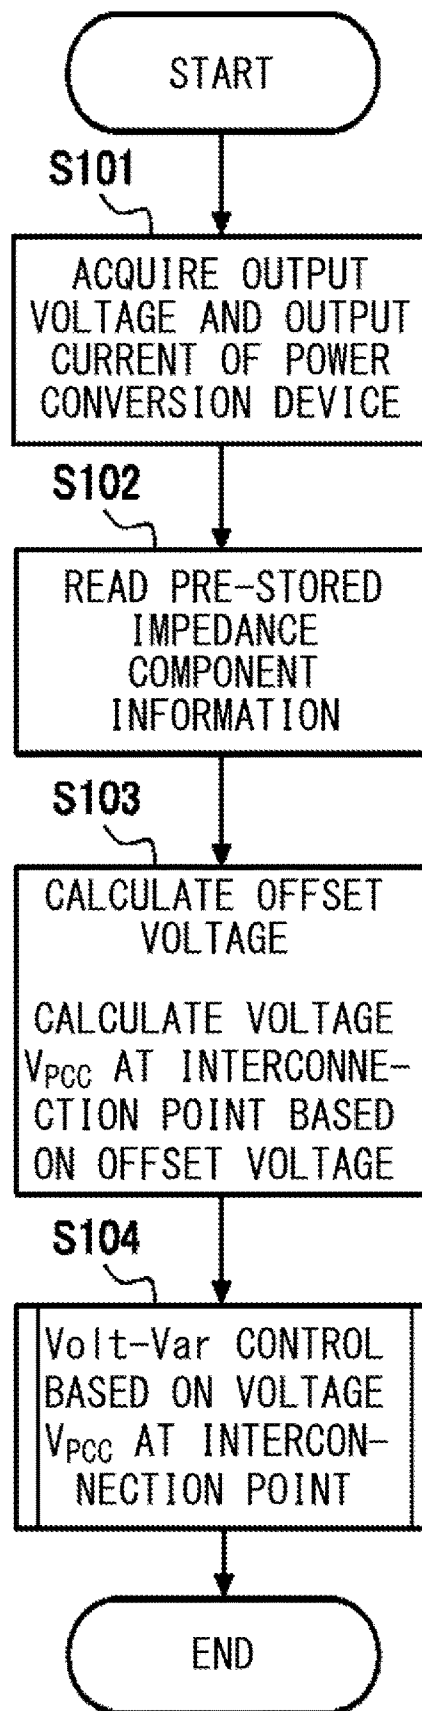 START
S101
ACQUIRE OUTPUT
VOLTAGE AND OUTPUT
CURRENT OF POWER
CONVERSION DEVICE
S102
READ PRE-STORED
IMPEDANCE
COMPONENT
INFORMATION
S103
CALCULATE OFFSET
VOLTAGE
CALCULATE VOLTAGE
VPCC AT INTERCONNE-
CTION POINT BASED
ON OFFSET VOLTAGE
S104
Volt-Var CONTROL
BASED ON VOLTAGE
VPCC AT INTERCON-
NECTION POINT
END